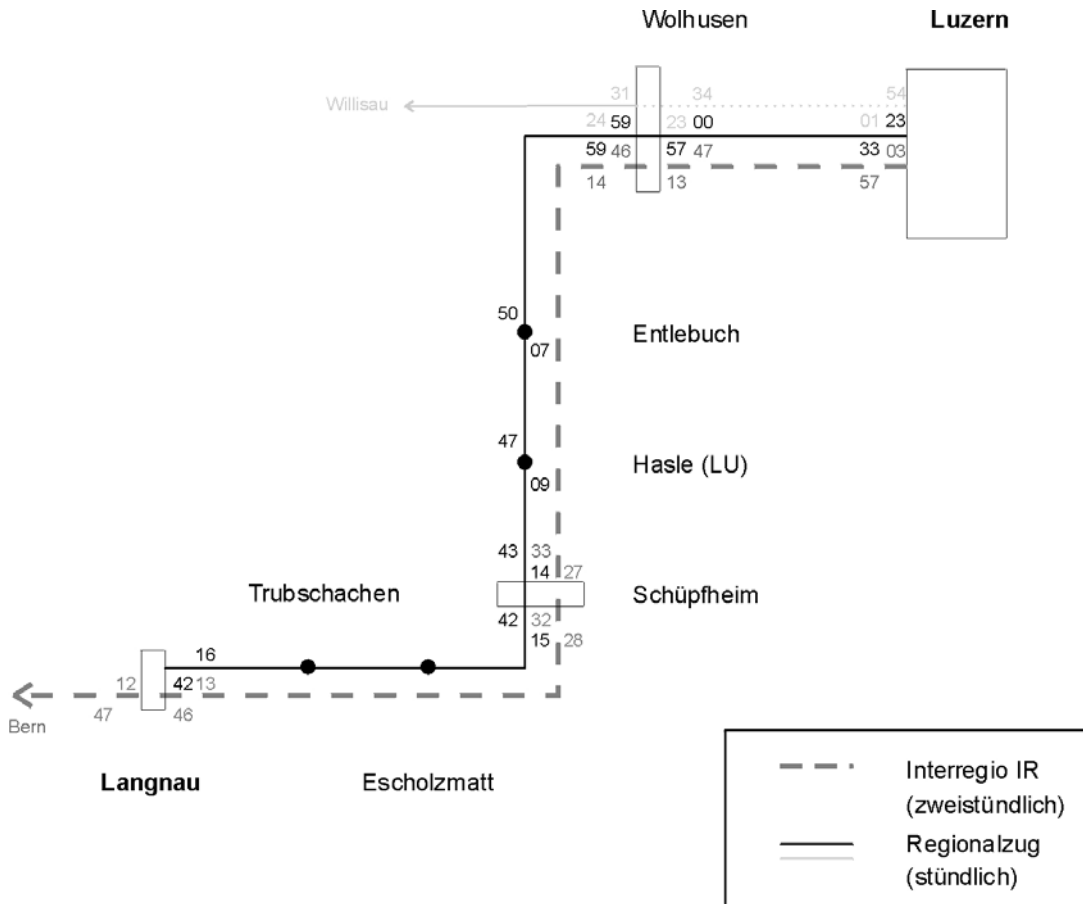 Wolhusen
Luzern
31 34 54
Willisau
24 59 23 00 01 23
59 46 57 47 33 03
14 13 57
50
Entlebuch
07
47
Hasle (LU)
09
43 33
14 27
Trubschachen
Schüpfheim
42 32
15 28
16
12 42 13
47 46
Bern
Langnau
Escholzmatt
Interregio IR
(zweistündlich)
Regionalzug
(stündlich)